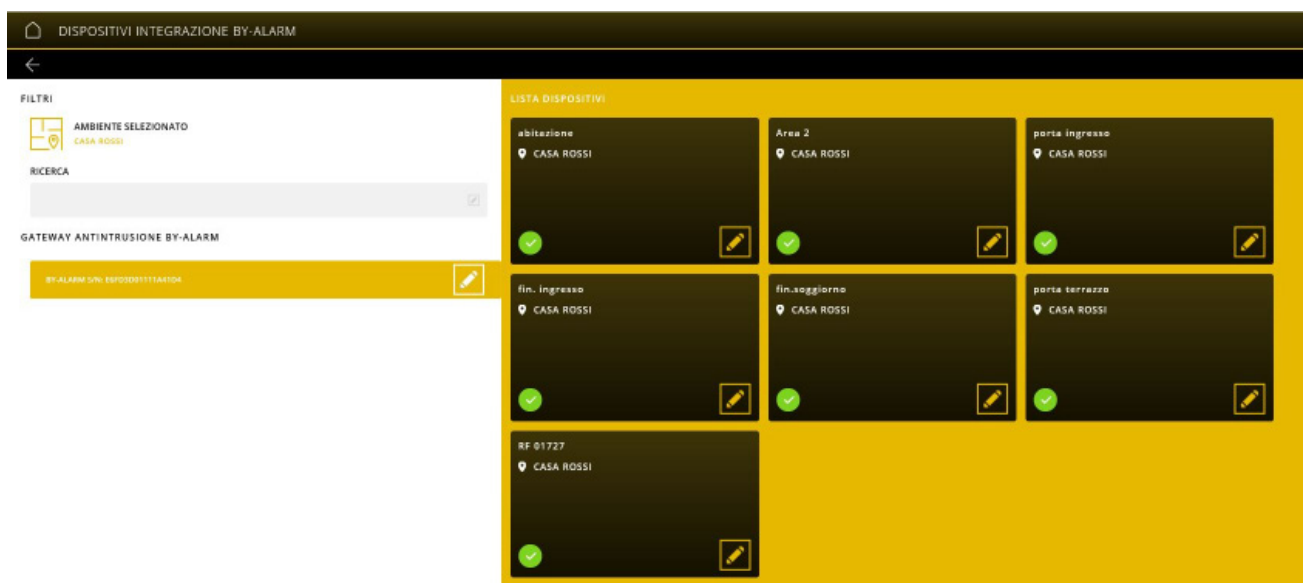 DISPOSITIVI INTEGRAZIONE BY-ALARM
FILTRI
AMBIENTE SELEZIONATO
CASA ROSSI
RICERCA
GATEWAY ANTINTRUSIONE BY-ALARM
BY-ALARM S/N:
LISTA DISPOSITIVI
abitazione
CASA ROSSI
Area 2
CASA ROSSI
porta ingresso
CASA ROSSI
fin. ingresso
CASA ROSSI
fin.soggiorno
CASA ROSSI
porta terrazzo
CASA ROSSI
RF 01727
CASA ROSSI